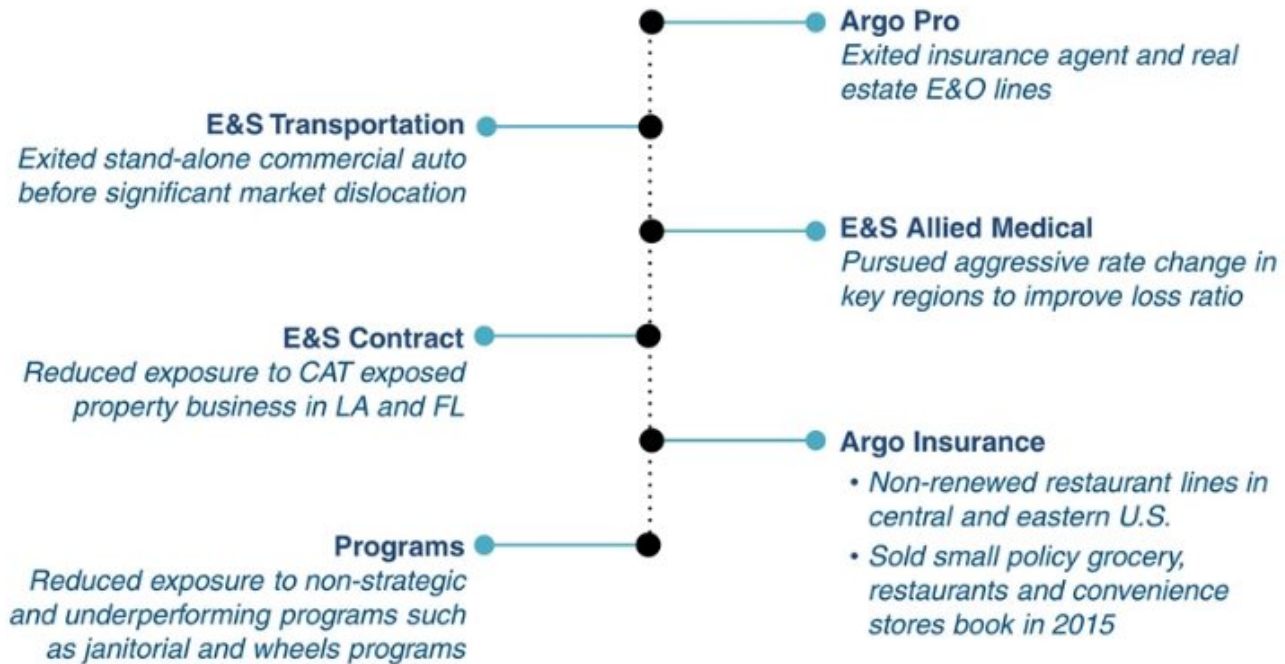 Argo Pro
Exited insurance agent and real
estate E&O lines
E&S Transportation
Exited stand-alone commercial auto
before significant market dislocation
E&S Allied Medical
Pursued aggressive rate change in
key regions to improve loss ratio
E&S Contract
Reduced exposure to CAT exposed
property business in LA and FL
Argo Insurance
• Non-renewed restaurant lines in
central and eastern U.S.
• Sold small policy grocery,
restaurants and convenience
stores book in 2015
Programs
Reduced exposure to non-strategic
and underperforming programs such
as janitorial and wheels programs